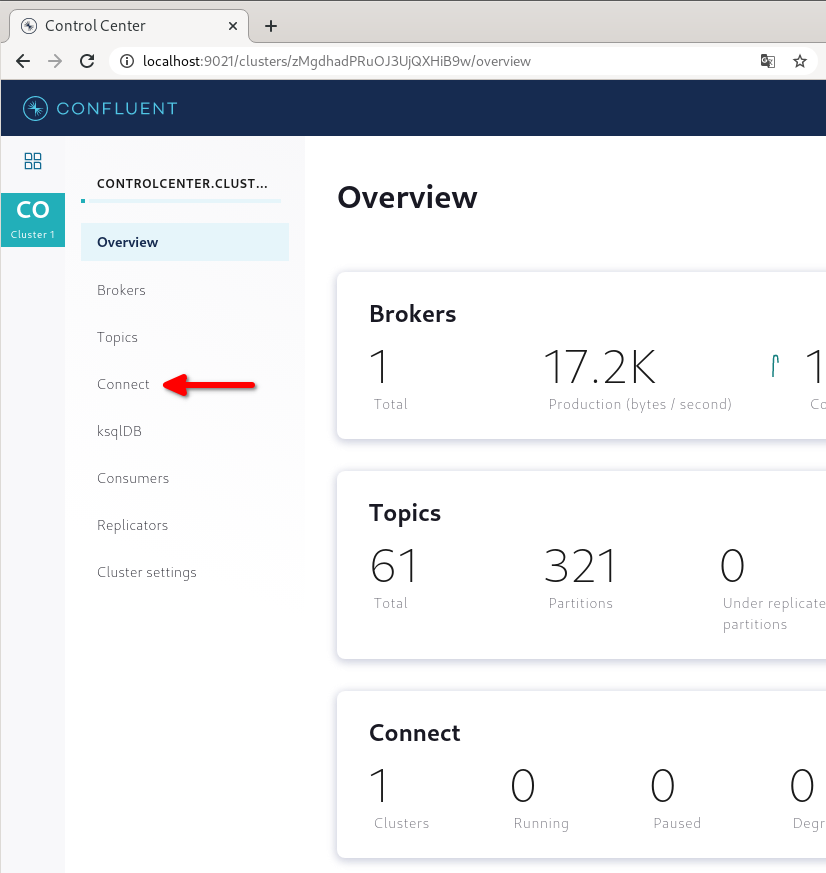 Control Center
localhost:9021/clusters/zMgdhadPRuOJ3UjQXHiB9w/overview
CONFLUENT
CO
Cluster 1
CONTROLCENTER.CLUST...
Overview
Brokers
Topics
Connect
ksqlDB
Consumers
Replicators
Cluster settings
Overview
Brokers
1 17.2K 1
Total Production (bytes / second) Co
Topics
61 321 0
Total Partitions Under replicate
partitions
Connect
1 0 0 0
Clusters Running Paused Degr